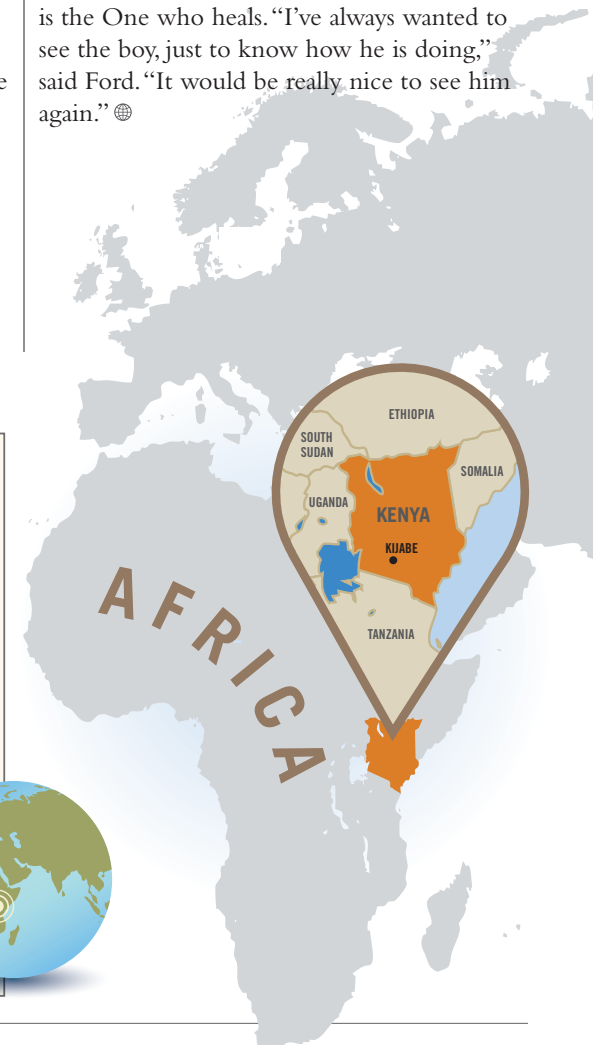 is the One who heals. “I’ve always wanted to
see the boy, just to know how he is doing,”
e
said Ford. “It would be really nice to see him
again.”
ETHIOPIA
SOUTH
SUDAN
SOMALIA
UGANDA
KENYA
KIJABE
TANZANIA
AFRICA